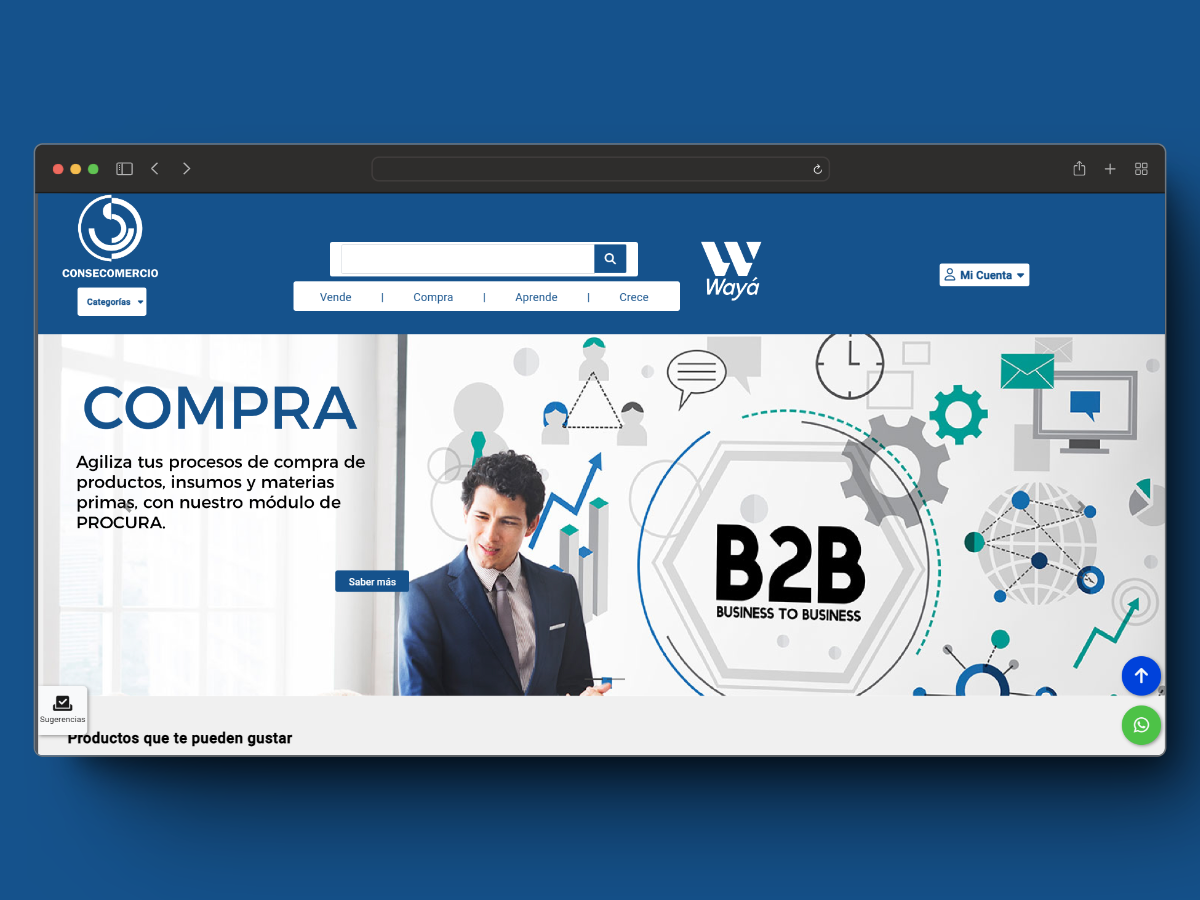 CONSECOMERCIO
Categorías
Vende | Compra | Aprende | Crece
Wayá
Mi Cuenta
COMPRA
Agiliza tus procesos de compra de
productos, insumos y materias
primas, con nuestro módulo de
PROCURA.
Saber más
B2B
BUSINESS TO BUSINESS
Sugerencias
Productos que te pueden gustar